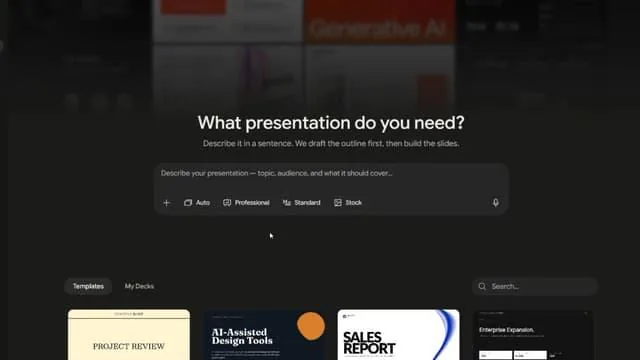 Generative AI
What presentation do you need?
Describe it in a sentence. We draft the outline first, then build the slides.
Describe your presentation — topic, audience, and what it should cover...
Auto
Professional
Standard
Stock
Templates
My Decks
Search...
PROJECT REVIEW
AI-Assisted
Design Tools
SALES
REPORT
Enterprise Expansion.